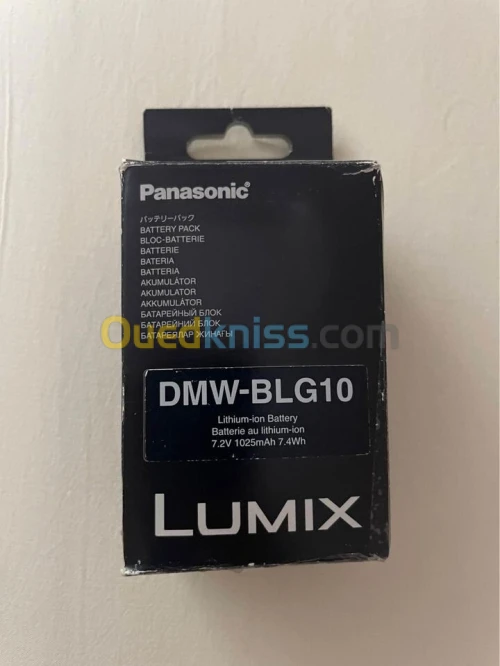 Panasonic®
バッテリーパック
BATTERY PACK
BLOC-BATTERIE
BATTERIE
BATERIA
BATTERIA
AKUMULÁTOR
AKUMULATOR
AKKUMULÁTOR
БАТАРЕЙНЫЙ БЛОК
БАТАРЕЙНИЙ БЛОК
БАТАРЕЯЛАР ЖИНАҒЫ
Ouedkniss.com
DMW-BLG10
Lithium-ion Battery
Batterie au lithium-ion
7.2V 1025mAh 7.4Wh
LUMIX